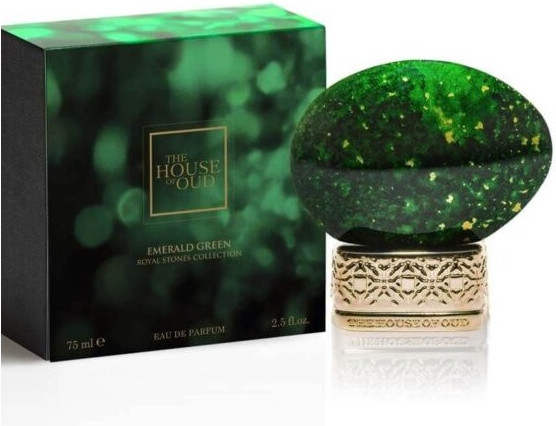 THE
HOUSE
OF OUD
EMERALD GREEN
ROYAL STONES COLLECTION
75 ml e EAU DE PARFUM 2.5 fl.oz.
THE HOUSE OF OUD